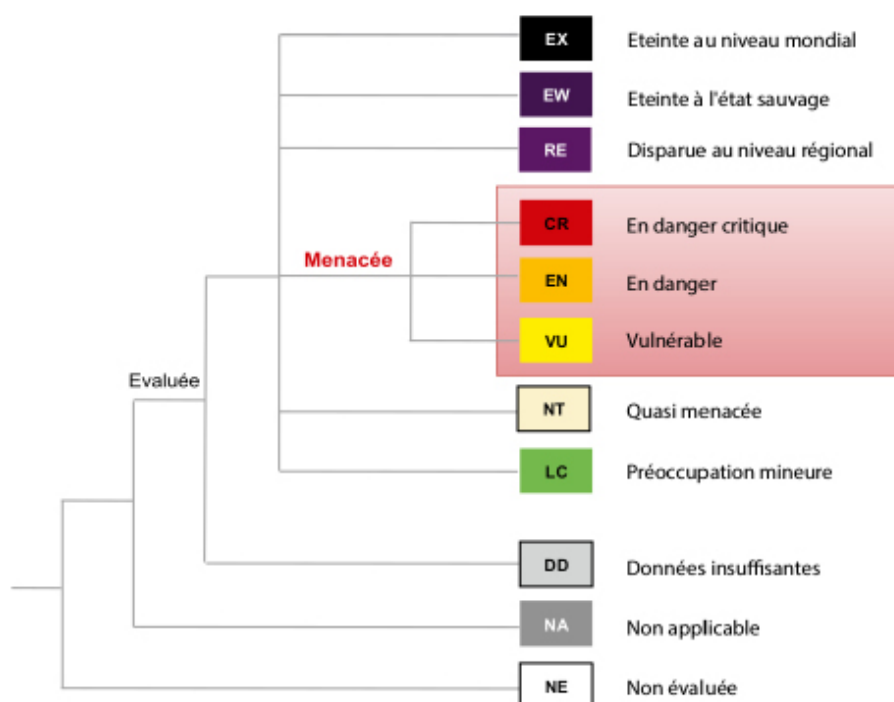 EX Eteinte au niveau mondial
EW Eteinte à l'état sauvage
RE Disparue au niveau régional
CR En danger critique
Menacée
EN En danger
VU Vulnérable
Evaluée
NT Quasi menacée
LC Préoccupation mineure
DD Données insuffisantes
NA Non applicable
NE Non évaluée